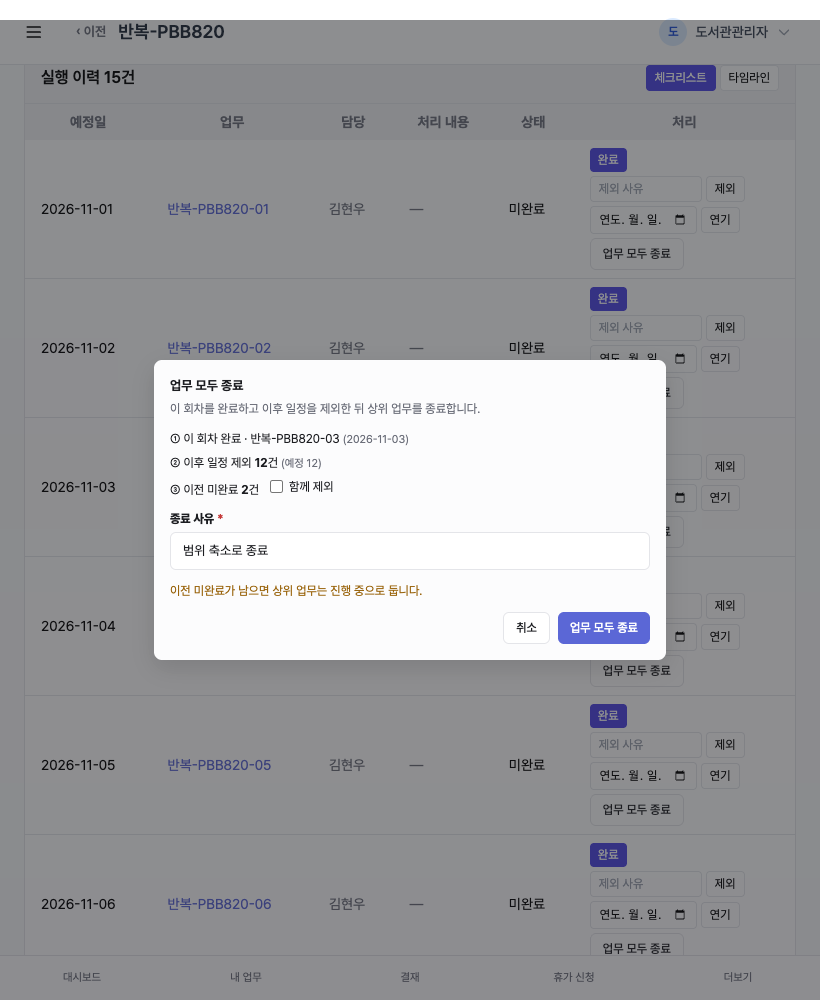 ‹ 이전 반복-PBB820 도 도서관관리자
실행 이력 15건 체크리스트 타임라인
예정일 업무 담당 처리 내용 상태 처리
완료
제외 사유 제외
2026-11-01 반복-PBB820-01 김현우 — 미완료
연도. 월. 일. 연기
업무 모두 종료
완료
제외 사유 제외
2026-11-02 반복-PBB820-02 김현우 — 미완료
연도. 월. 일. 연기
업무 모두 종료
이 회차를 완료하고 이후 일정을 제외한 뒤 상위 업무를 종료합니다.
① 이 회차 완료 · 반복-PBB820-03 (2026-11-03)
② 이후 일정 제외 12건 (예정 12)
제외
2026-11-03
③ 이전 미완료 2건 함께 제외
연기
종료 사유 *
범위 축소로 종료
이전 미완료가 남으면 상위 업무는 진행 중으로 둡니다.
제외
2026-11-04
취소 업무 모두 종료
연기
업무 모두 종료
완료
제외 사유 제외
2026-11-05 반복-PBB820-05 김현우 — 미완료
연도. 월. 일. 연기
업무 모두 종료
완료
제외 사유 제외
2026-11-06 반복-PBB820-06 김현우 — 미완료
연도. 월. 일. 연기
업무 모두 종료
대시보드 내 업무 결재 휴가 신청 더보기